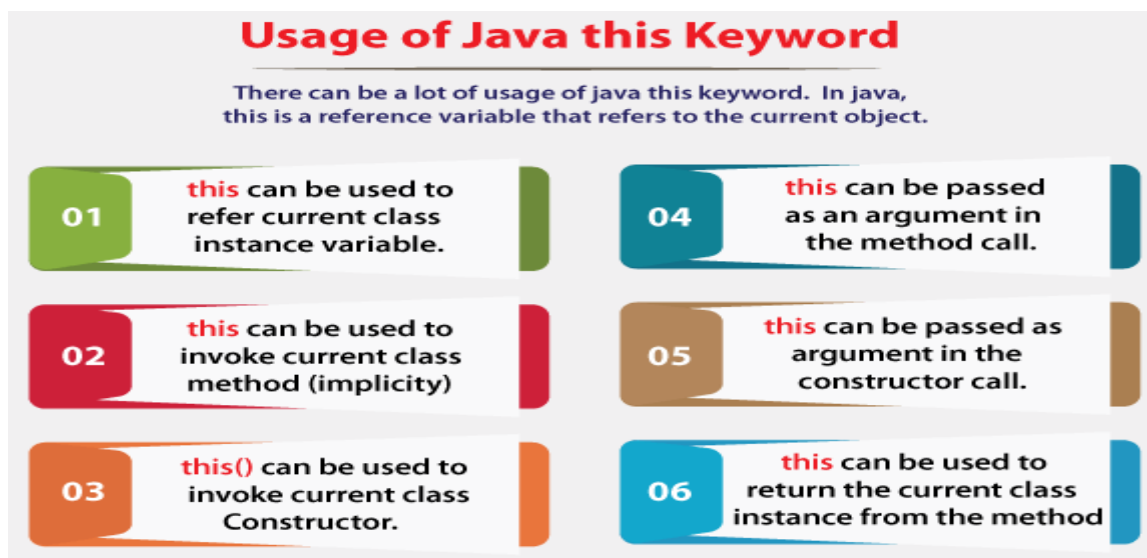 Usage of Java this Keyword
There can be a lot of usage of java this keyword. In java,
this is a reference variable that refers to the current object.
01
this can be used to
refer current class
instance variable.
02
this can be used to
invoke current class
method (implicity)
03
this() can be used to
invoke current class
Constructor.
04
this can be passed
as an argument in
the method call.
05
this can be passed as
argument in the
constructor call.
06
this can be used to
return the current class
instance from the method